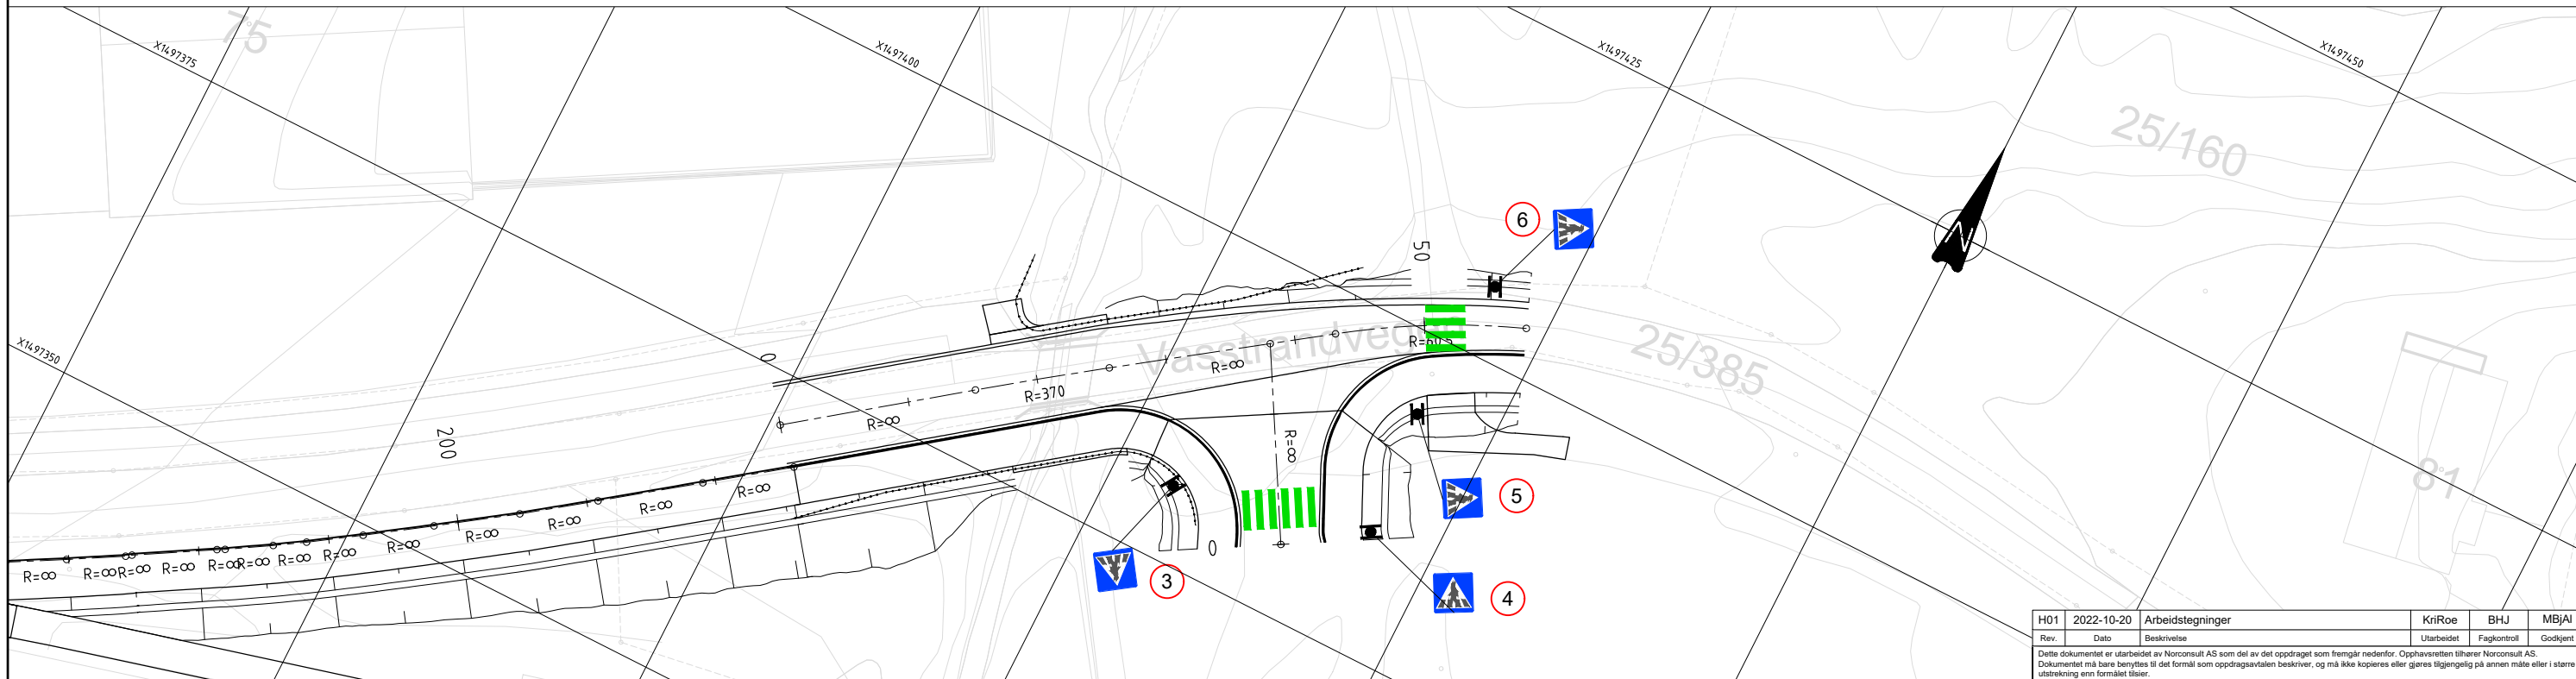 75
X1497375
X1497400
X1497425
X1497450
25/160
6
50
N
X1497350
0
Vasstrandvegen
R=60.5
25/385
R=∞
R=370
R=∞
200
R=∞
81
R=∞
R=∞
R=∞
R=∞
R=∞
R=∞
R=∞
R=∞
R=∞
R=∞
R=∞
R=∞
R=∞
R=∞
5
0
3
4
H01 2022-10-20 Arbeidstegninger KriRoe BHJ MBjAl
Rev. Dato Beskrivelse Utarbeidet Fagkontroll Godkjent
Dette dokumentet er utarbeidet av Norconsult AS som del av det oppdraget som fremgår nedenfor. Opphavsretten tilhører Norconsult AS.
Dokumentet må bare benyttes til det formål som oppdragsavtalen beskriver, og må ikke kopieres eller gjøres tilgjengelig på annen måte eller i større
utstrekning enn formålet tilsier.